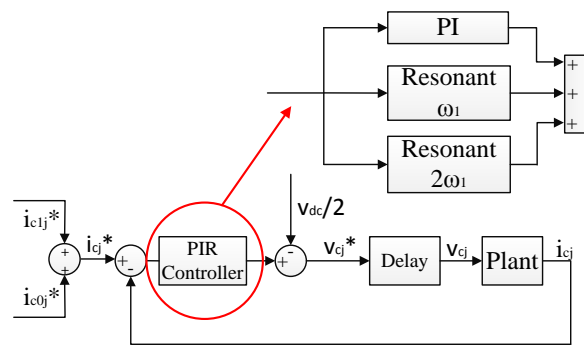 PI
+
Resonant
ω1
+
Resonant
2ω1
+
vdc/2
ic1j*
icj*
+
+
ic0j*
+
-
PIR
Controller
+
-
vcj*
Delay
vcj
Plant
icj